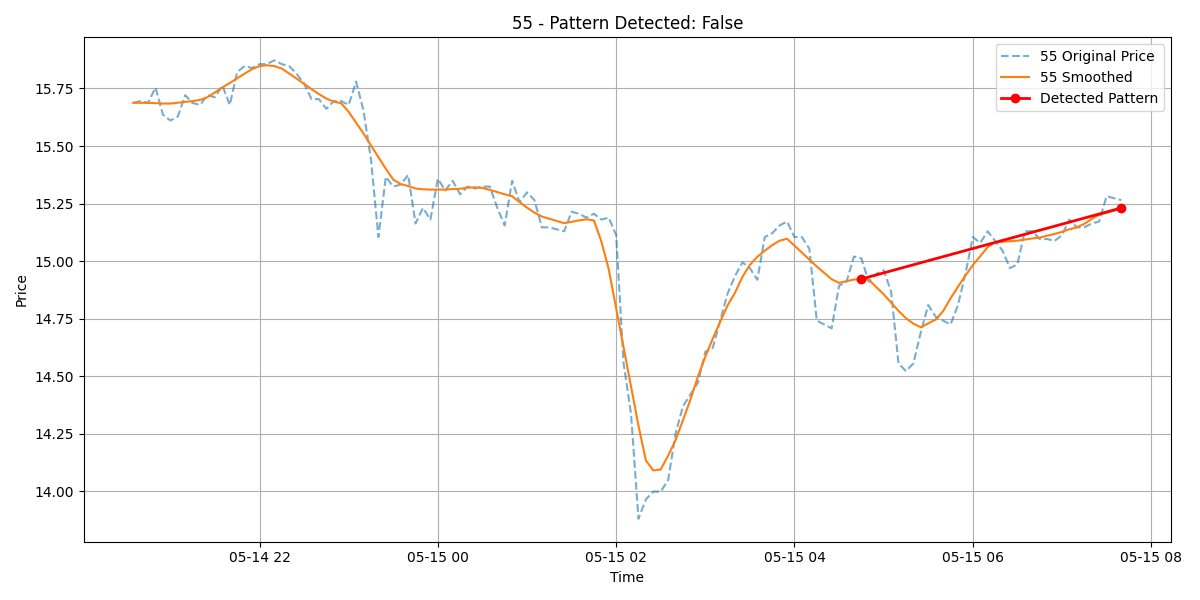 55 - Pattern Detected: False
55 Original Price
55 Smoothed
Detected Pattern
Price
15.75
15.50
15.25
15.00
14.75
14.50
14.25
14.00
05-14 22
05-15 00
05-15 02
05-15 04
05-15 06
05-15 08
Time